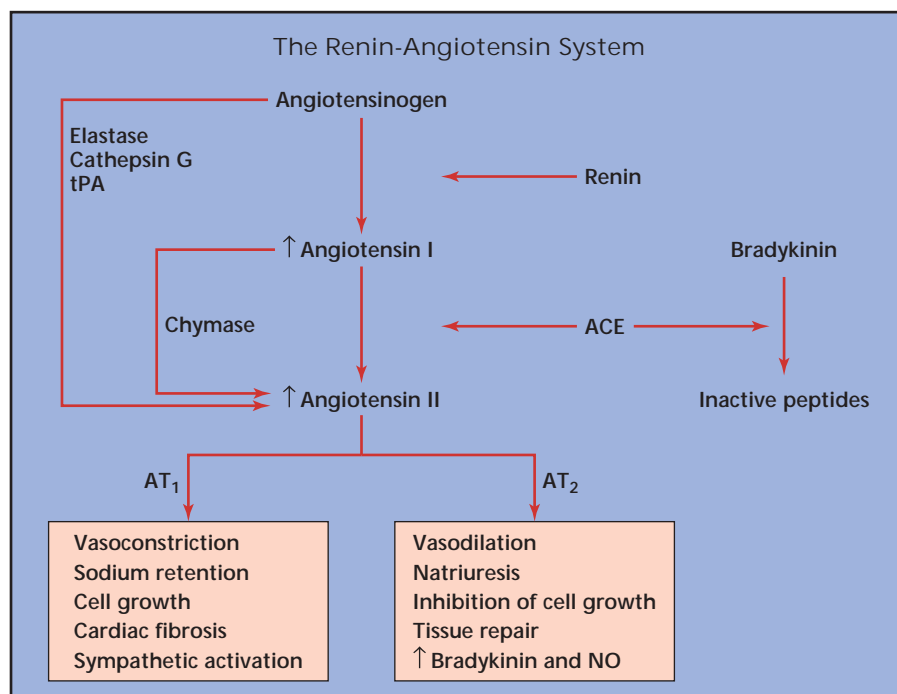 The Renin-Angiotensin System
Angiotensinogen
Elastase
Cathepsin G
tPA
Renin
↑ Angiotensin I
Bradykinin
Chymase
ACE
↑ Angiotensin II
Inactive peptides
AT₁
AT₂
Vasoconstriction
Sodium retention
Cell growth
Cardiac fibrosis
Sympathetic activation
Vasodilation
Natriuresis
Inhibition of cell growth
Tissue repair
↑ Bradykinin and NO